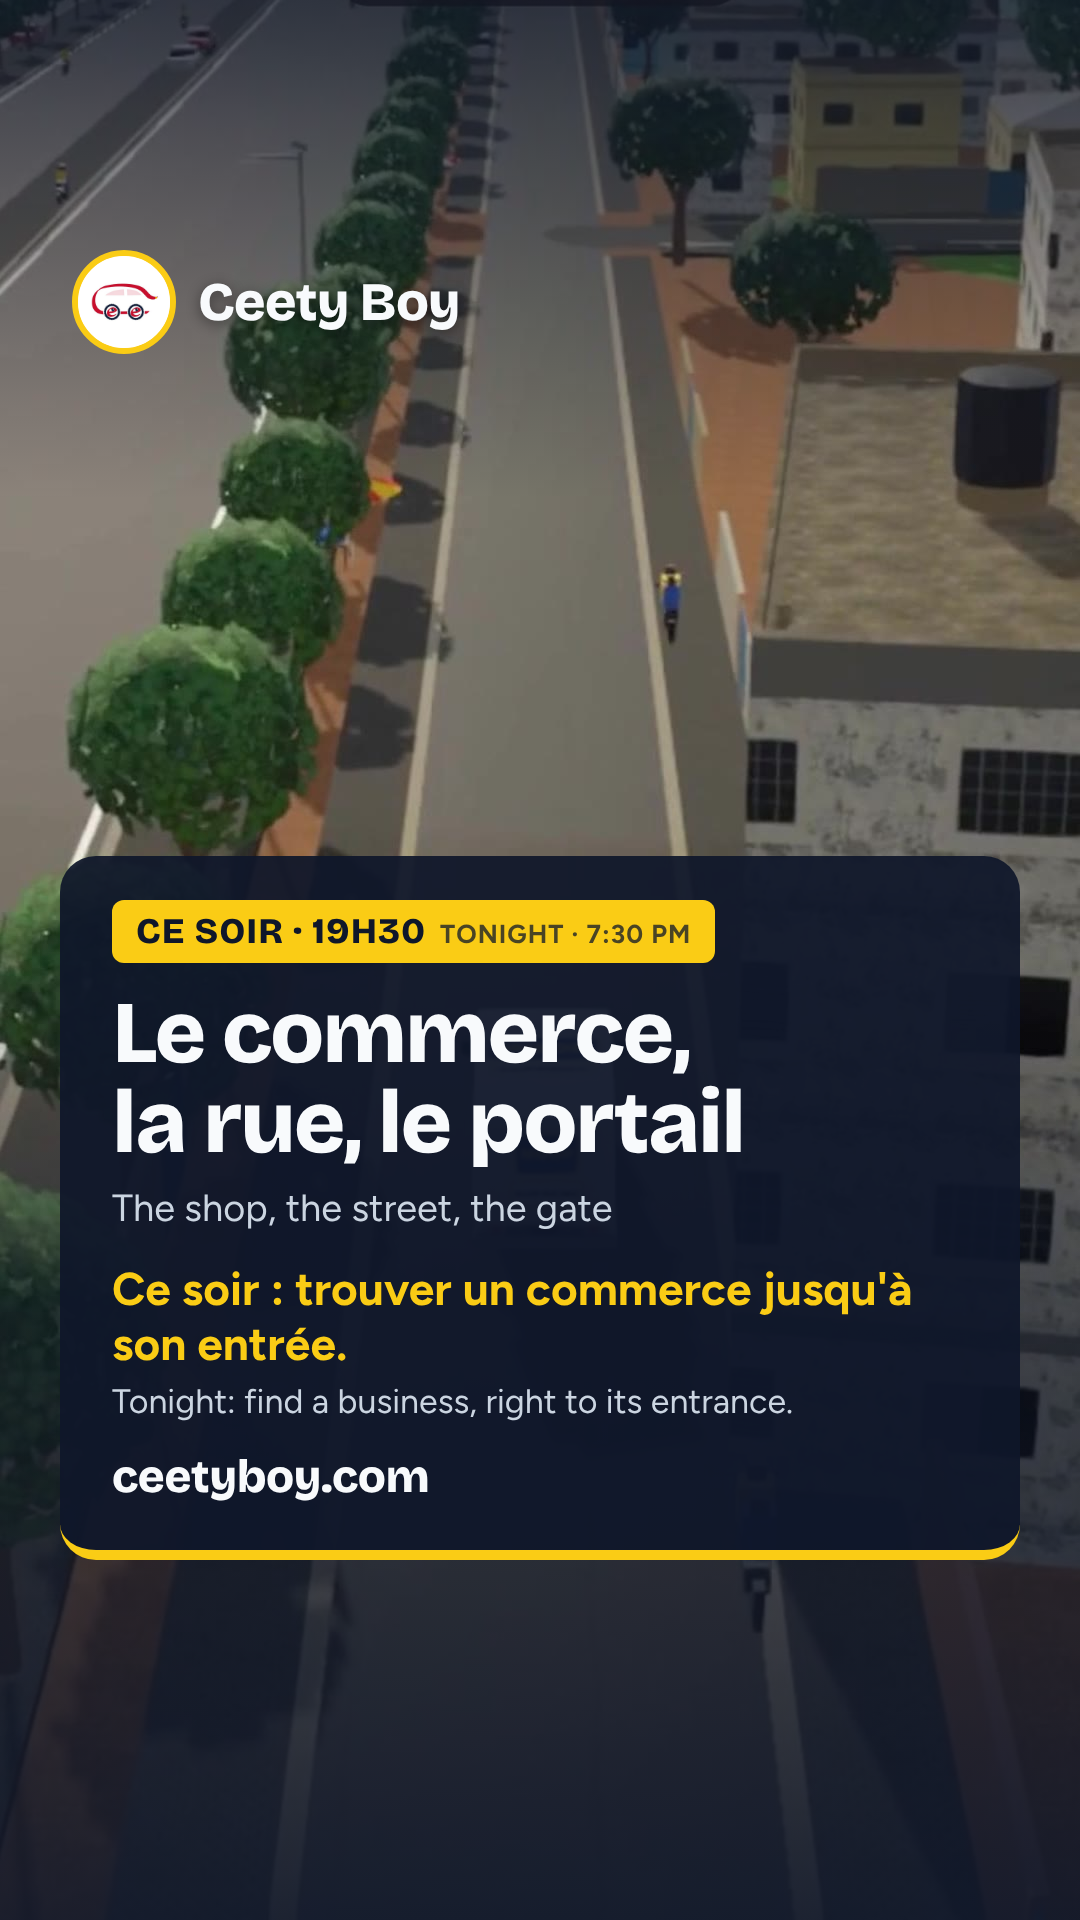 Ceety Boy
CE SOIR · 19H30 TONIGHT · 7:30 PM
Le commerce,
la rue, le portail
The shop, the street, the gate
Ce soir : trouver un commerce jusqu'à
son entrée.
Tonight: find a business, right to its entrance.
ceetyboy.com